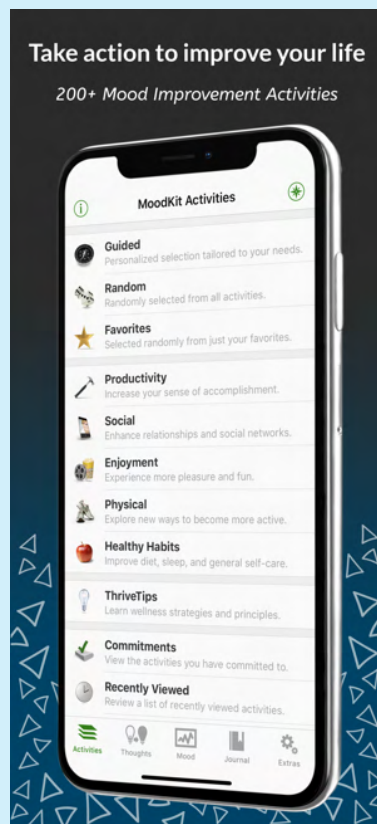 Take action to improve your life
200+ Mood Improvement Activities
MoodKit Activities
Guided
Personalized selection tailored to your needs.
Random
Randomly selected from all activities.
Favorites
Selected randomly from just your favorites.
Productivity
Increase your sense of accomplishment.
Social
Enhance relationships and social networks.
Enjoyment
Experience more pleasure and fun.
Physical
Explore new ways to become more active.
Healthy Habits
Improve diet, sleep, and general self-care.
ThriveTips
Learn wellness strategies and principles.
Commitments
View the activities you have committed to.
Recently Viewed
Review a list of recently viewed activities.
Activities
Thoughts
Mood
Journal
Extras